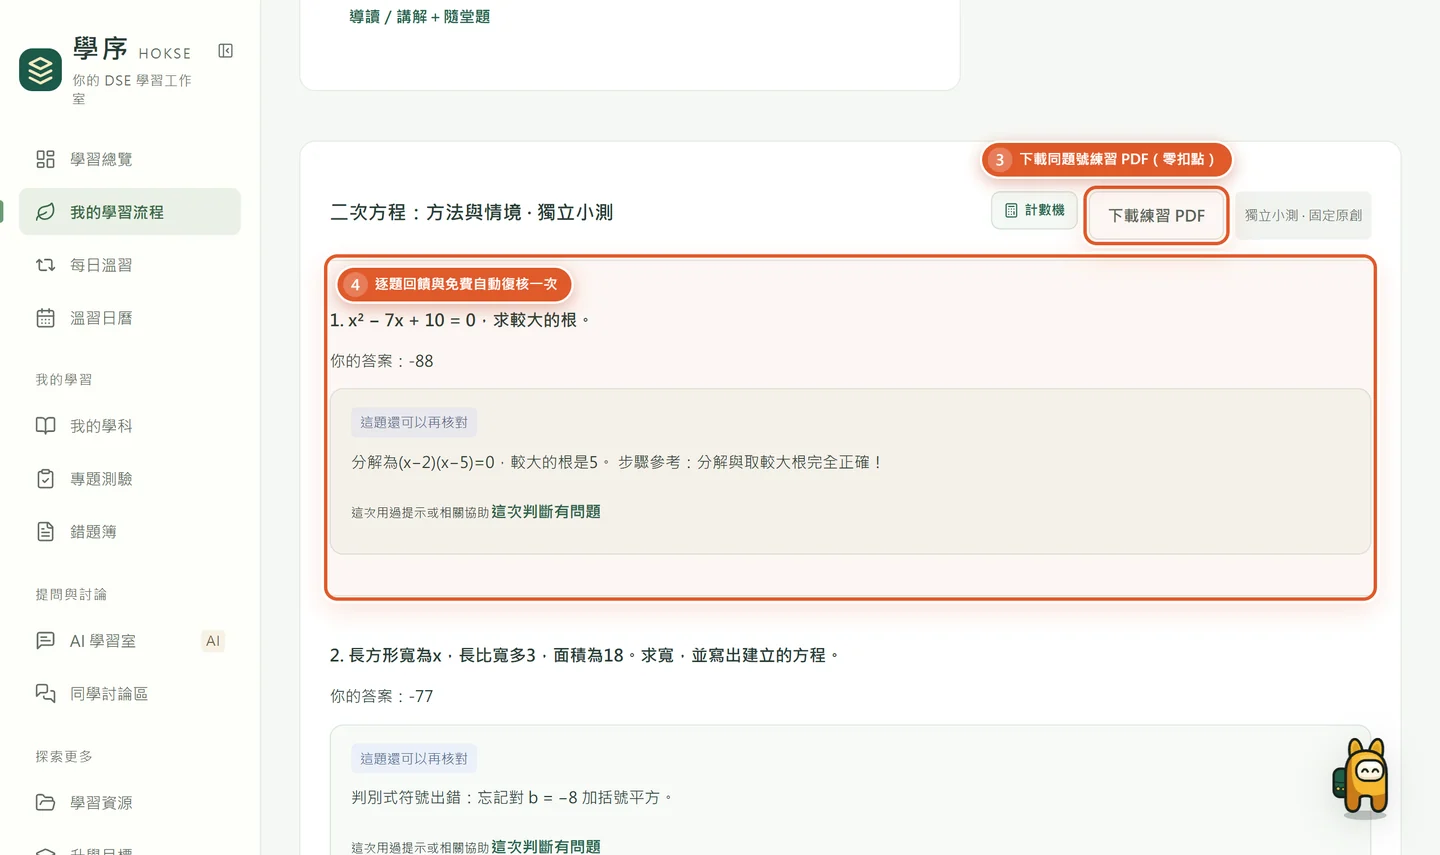 導讀 / 講解 + 隨堂題
學序 HOKSE
你的 DSE 學習工作
室
學習總覽
我的學習流程
每日溫習
溫習日曆
我的學習
我的學科
專題測驗
錯題簿
提問與討論
AI 學習室 AI
同學討論區
探索更多
學習資源
升學目標
3 下載同題號練習 PDF（零扣點）
二次方程：方法與情境 · 獨立小測
計數機
下載練習 PDF
獨立小測 · 固定原創
4 逐題回饋與免費自動復核一次
1. x² − 7x + 10 = 0，求較大的根。
你的答案：-88
這題還可以再核對
分解為(x−2)(x−5)=0，較大的根是5。 步驟參考：分解與取較大根完全正確！
這次用過提示或相關協助 這次判斷有問題
2. 長方形寬為x，長比寬多3，面積為18。求寬，並寫出建立的方程。
你的答案：-77
這題還可以再核對
判別式符號出錯：忘記對 b = −8 加括號平方。
這次用過提示或相關協助 這次判斷有問題